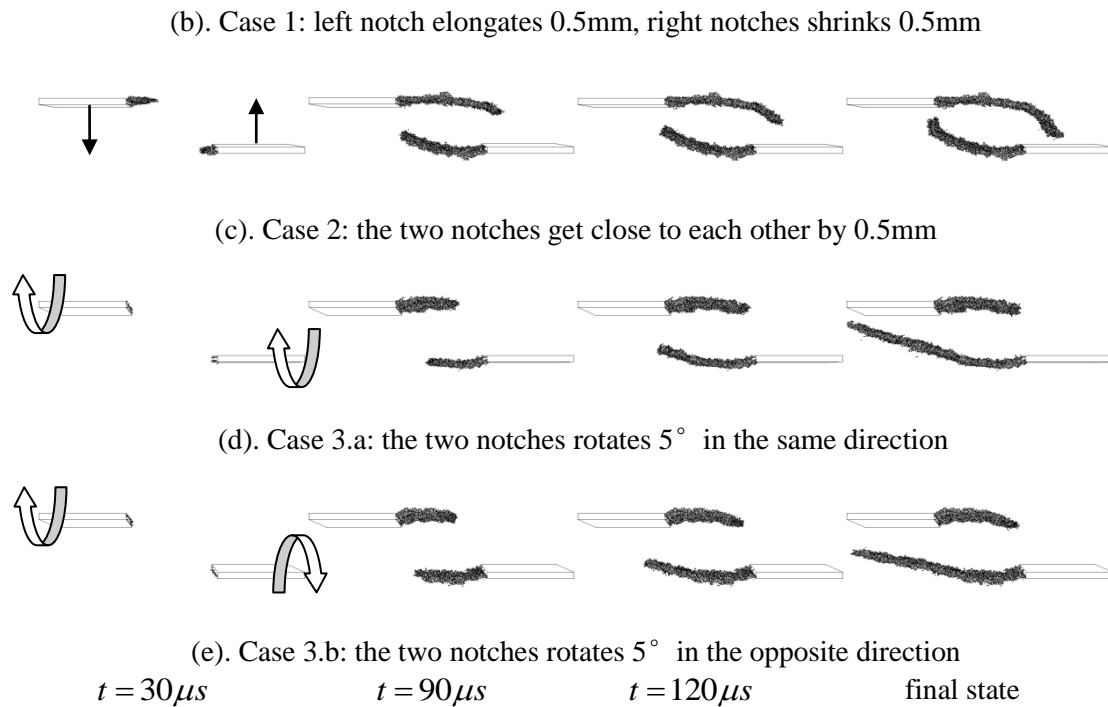 (b). Case 1: left notch elongates 0.5mm, right notches shrinks 0.5mm
(c). Case 2: the two notches get close to each other by 0.5mm
(d). Case 3.a: the two notches rotates 5° in the same direction
(e). Case 3.b: the two notches rotates 5° in the opposite direction
t = 30μs t = 90μs t = 120μs final state